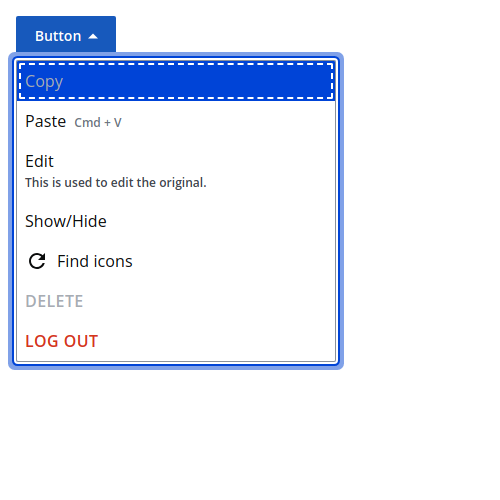 Button
Copy
Paste Cmd + V
Edit
This is used to edit the original.
Show/Hide
Find icons
DELETE
LOG OUT